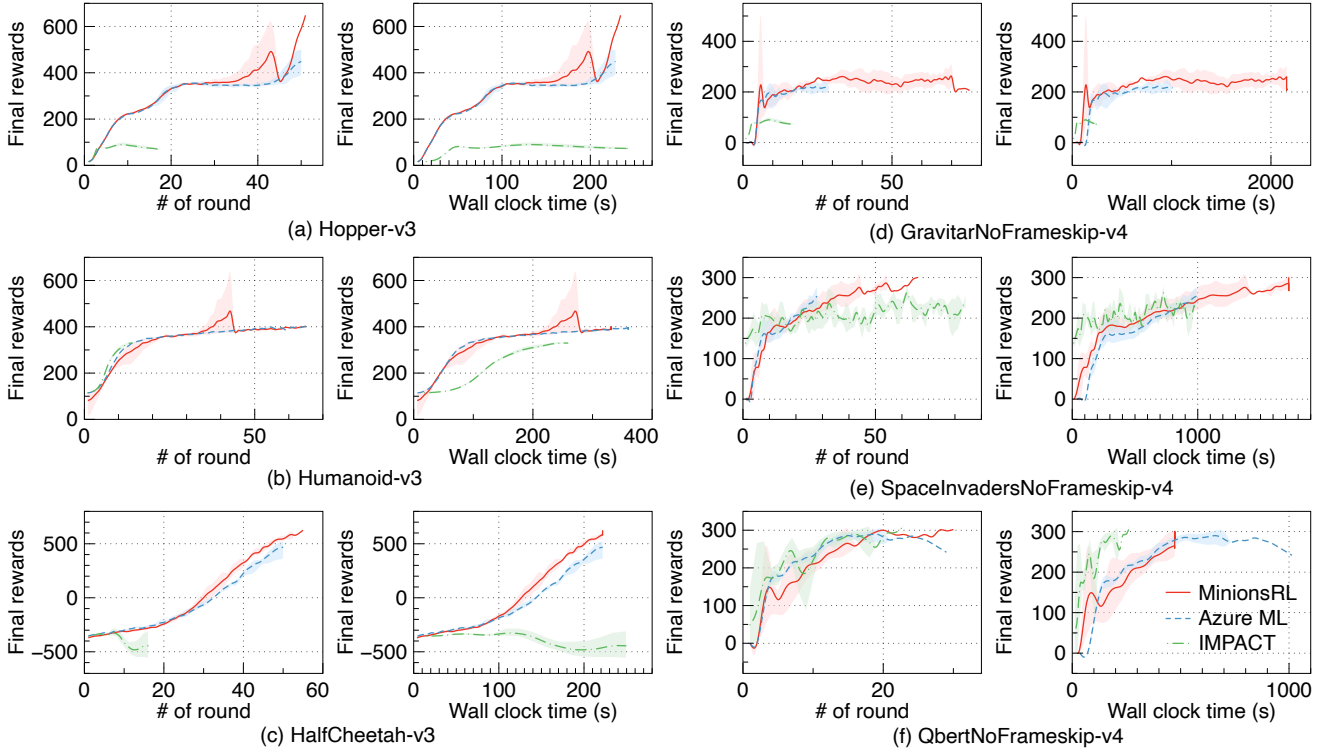 Final rewards
600
400
200
0
0
20
40
# of round
Final rewards
600
400
200
0
0
100
200
Wall clock time (s)
(a) Hopper-v3
Final rewards
600
400
200
0
0
50
# of round
Final rewards
600
400
200
0
0
200
400
Wall clock time (s)
(b) Humanoid-v3
Final rewards
500
0
−500
0
20
40
60
# of round
Final rewards
500
0
−500
0
100
200
Wall clock time (s)
(c) HalfCheetah-v3
Final rewards
400
200
0
0
50
# of round
Final rewards
400
200
0
0
2000
Wall clock time (s)
(d) GravitarNoFrameskip-v4
Final rewards
300
200
100
0
0
50
# of round
Final rewards
300
200
100
0
0
1000
Wall clock time (s)
(e) SpaceInvadersNoFrameskip-v4
Final rewards
300
200
100
0
0
20
# of round
Final rewards
300
200
100
0
MinionsRL
Azure ML
IMPACT
0
1000
Wall clock time (s)
(f) QbertNoFrameskip-v4